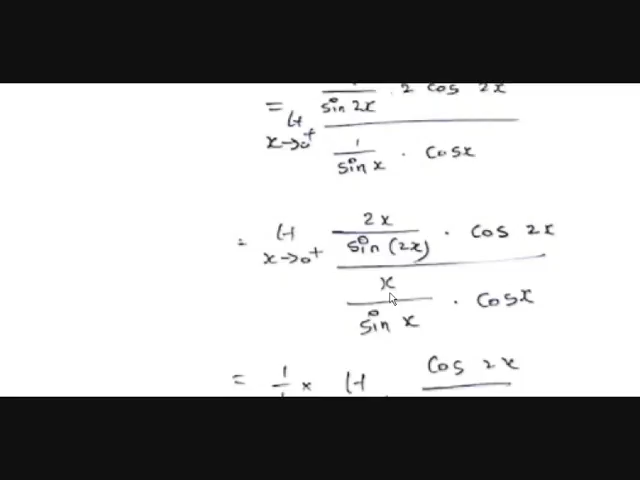 = Lt x→0⁺ 1/sin 2x · 2 cos 2x
1/sin x · cos x
= Lt x→0⁺ 2x/sin (2x) · cos 2x
x/sin x · cos x
= 1/1 × Lt cos 2x